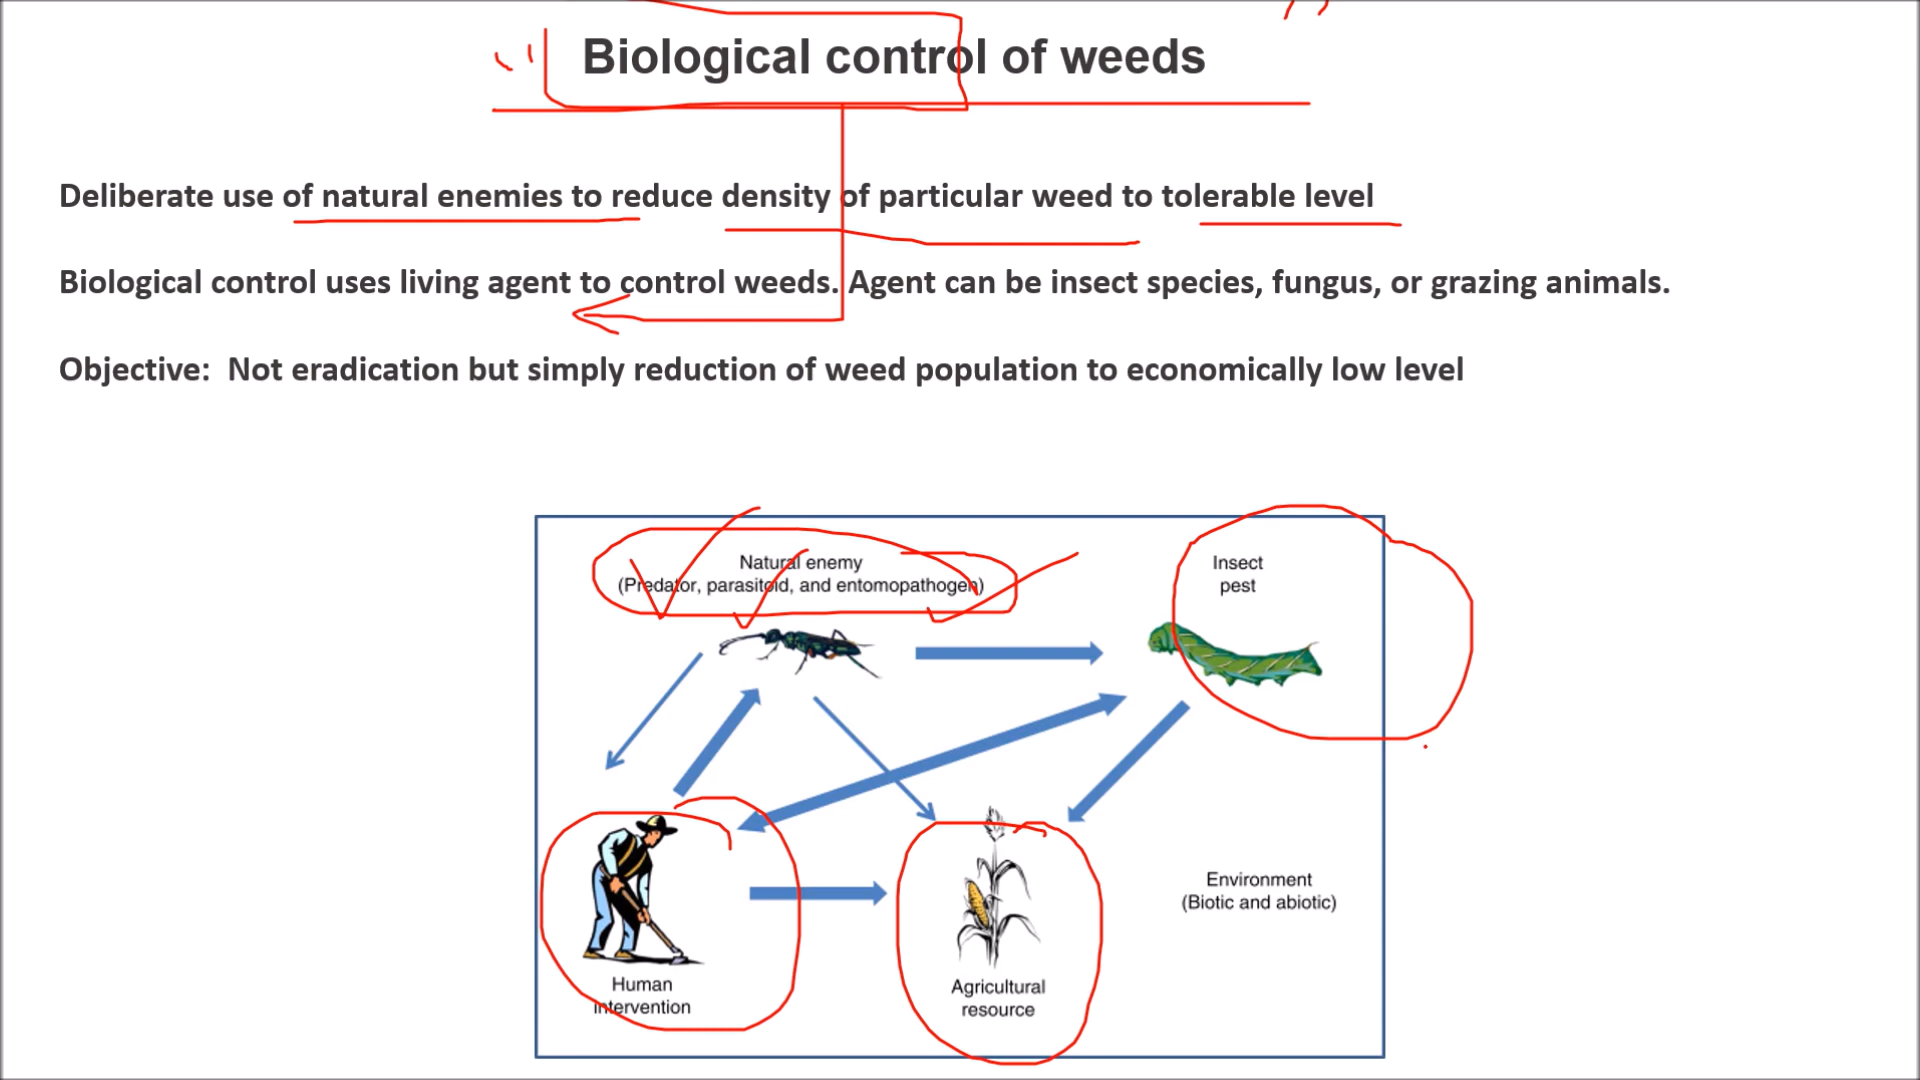 Biological control of weeds
Deliberate use of natural enemies to reduce density of particular weed to tolerable level
Biological control uses living agent to control weeds. Agent can be insect species, fungus, or grazing animals.
Objective:  Not eradication but simply reduction of weed population to economically low level
Natural enemy
(Predator, parasitoid, and entomopathogen)
Insect
pest
Environment
(Biotic and abiotic)
Human
intervention
Agricultural
resource